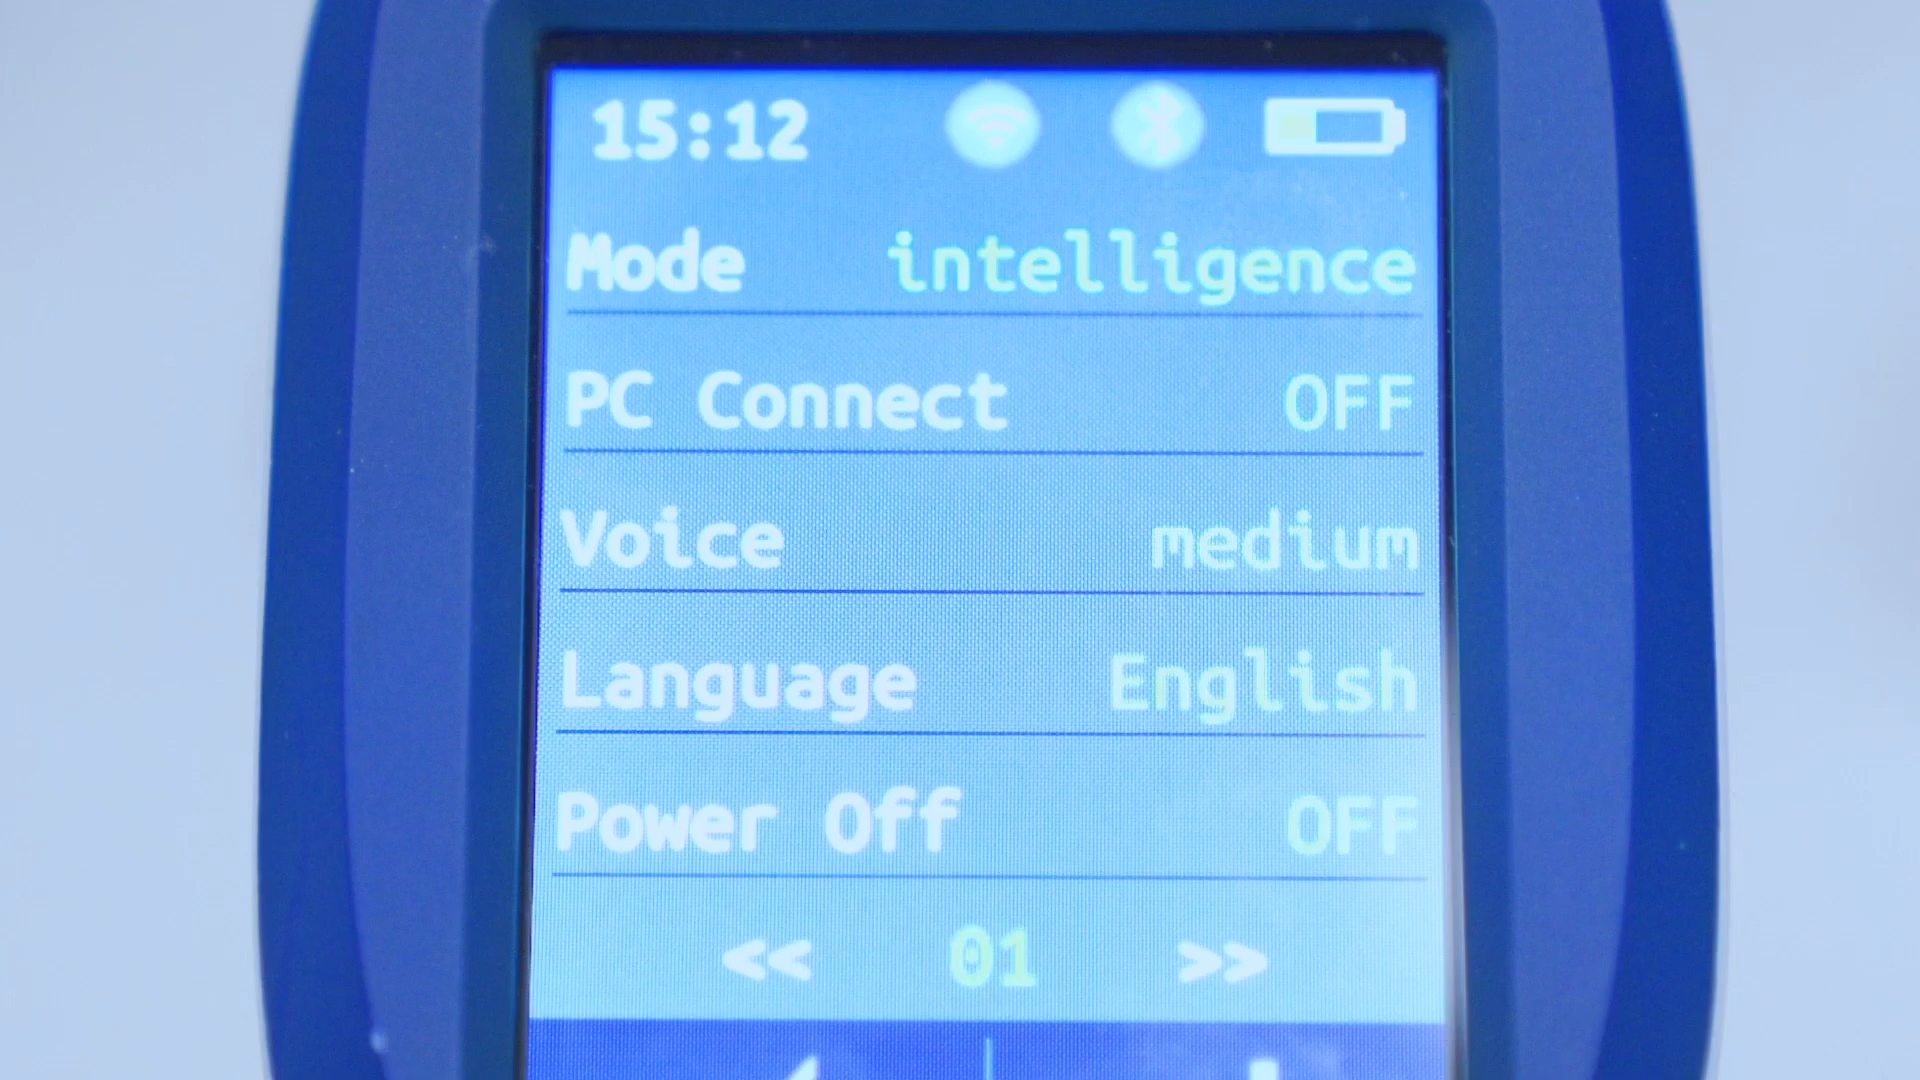 15:12
Mode intelligence
PC Connect OFF
Voice medium
Language English
Power Off OFF
<< 01 >>